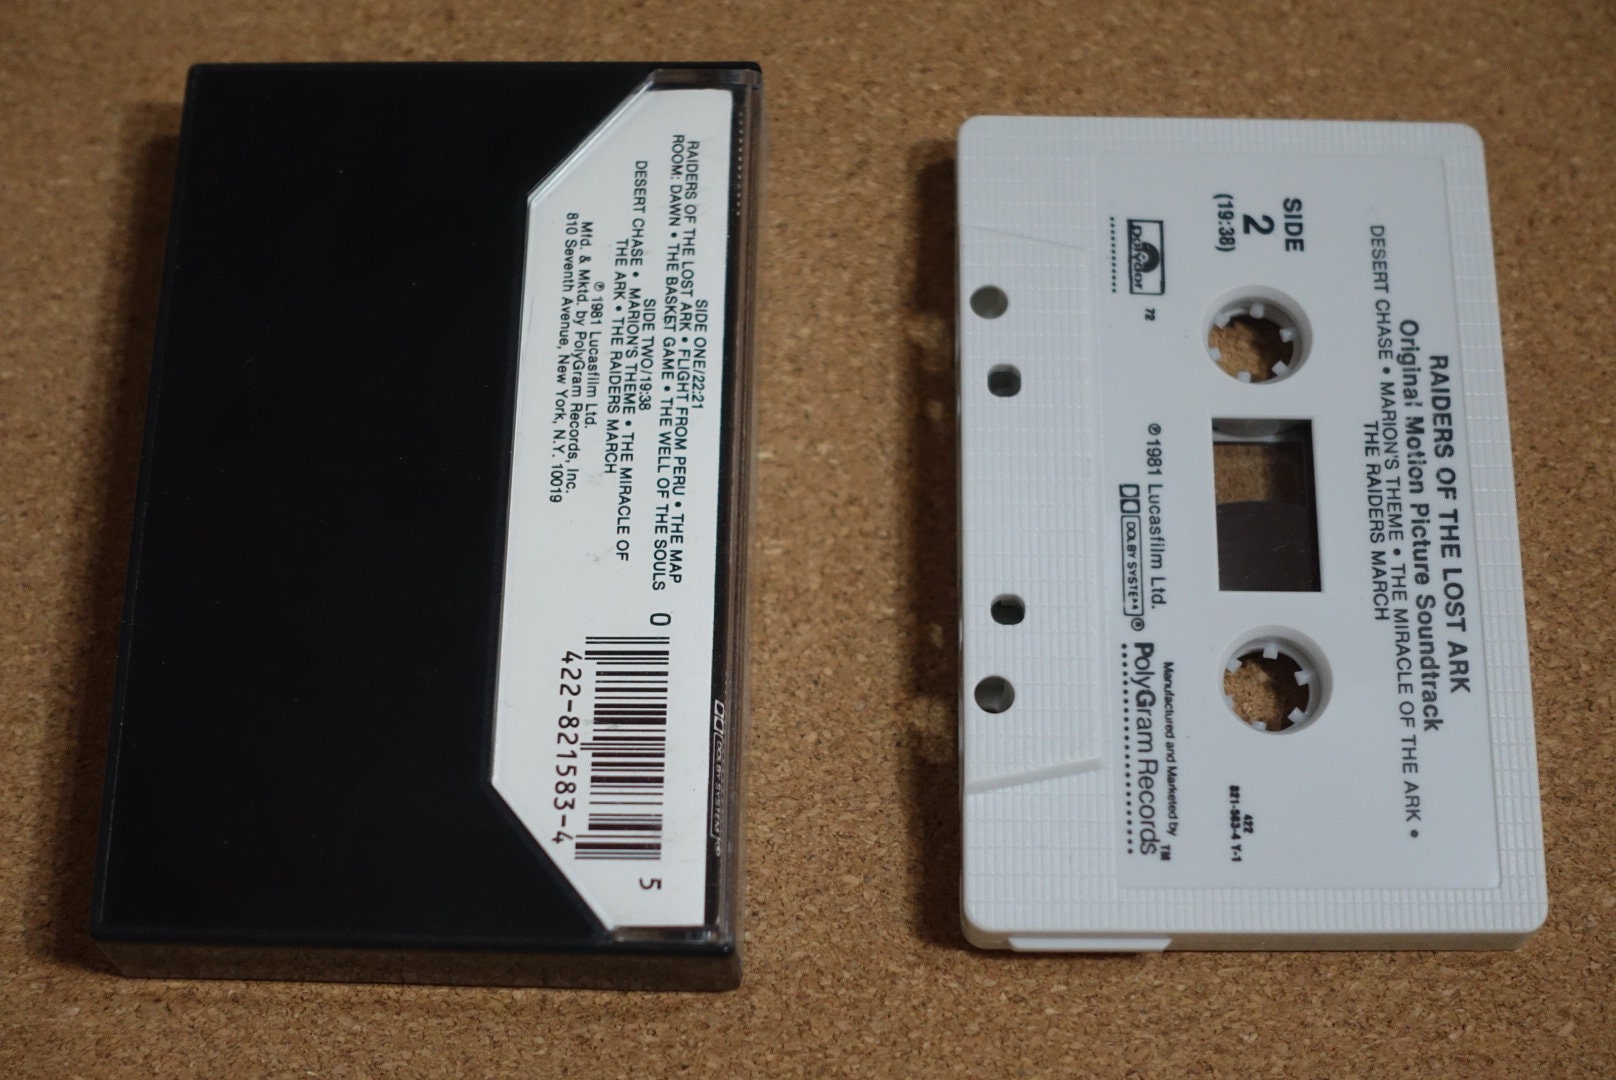 SIDE ONE/22:21
RAIDERS OF THE LOST ARK • FLIGHT FROM PERU • THE MAP
ROOM: DAWN • THE BASKET GAME • THE WELL OF THE SOULS
SIDE TWO/19:38
DESERT CHASE • MARION'S THEME • THE MIRACLE OF
THE ARK • THE RAIDERS MARCH
℗ 1981 Lucasfilm Ltd.
Mfd. & Mktd. by PolyGram Records, Inc.
810 Seventh Avenue, New York, N.Y. 10019
0
422-821583-4
5
DOLBY SYSTEM ®
RAIDERS OF THE LOST ARK
Original Motion Picture Soundtrack
DESERT CHASE • MARION'S THEME • THE MIRACLE OF THE ARK •
THE RAIDERS MARCH
SIDE
2
(19:38)
422
821-583-4 Y-1
polydor
72
℗ 1981 Lucasfilm Ltd.
DOLBY SYSTEM ®
Manufactured and Marketed by
PolyGram Records™